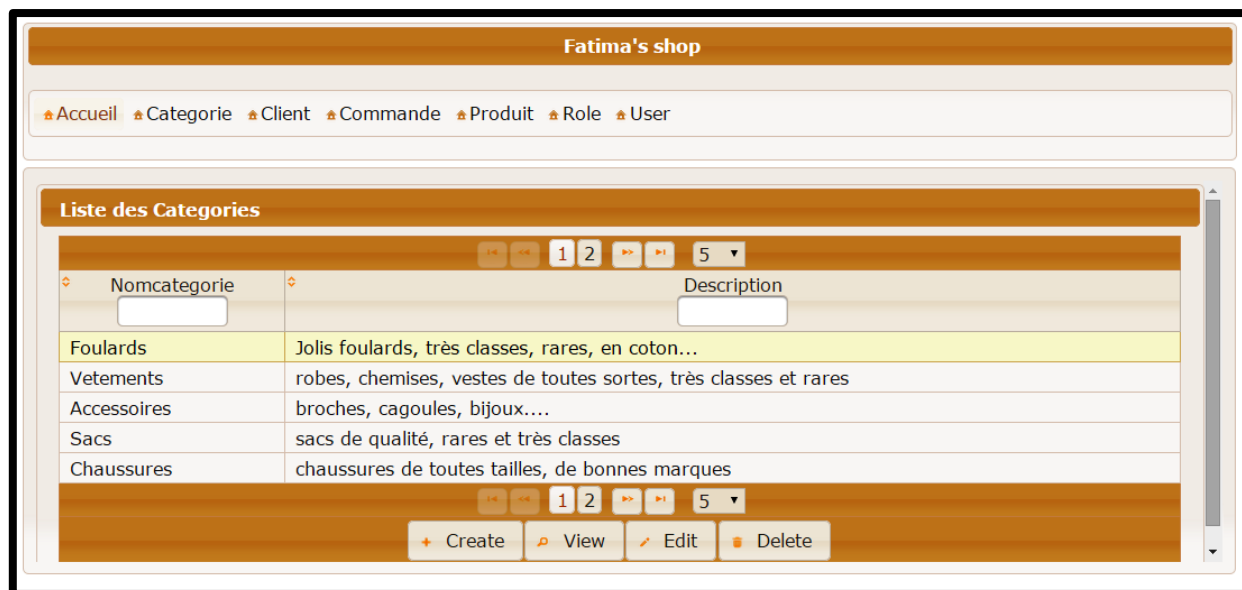 Fatima's shop
Accueil Categorie Client Commande Produit Role User
Liste des Categories
1 2 5
Nomcategorie Description
Foulards Jolis foulards, très classes, rares, en coton...
Vetements robes, chemises, vestes de toutes sortes, très classes et rares
Accessoires broches, cagoules, bijoux....
Sacs sacs de qualité, rares et très classes
Chaussures chaussures de toutes tailles, de bonnes marques
1 2 5
Create View Edit Delete